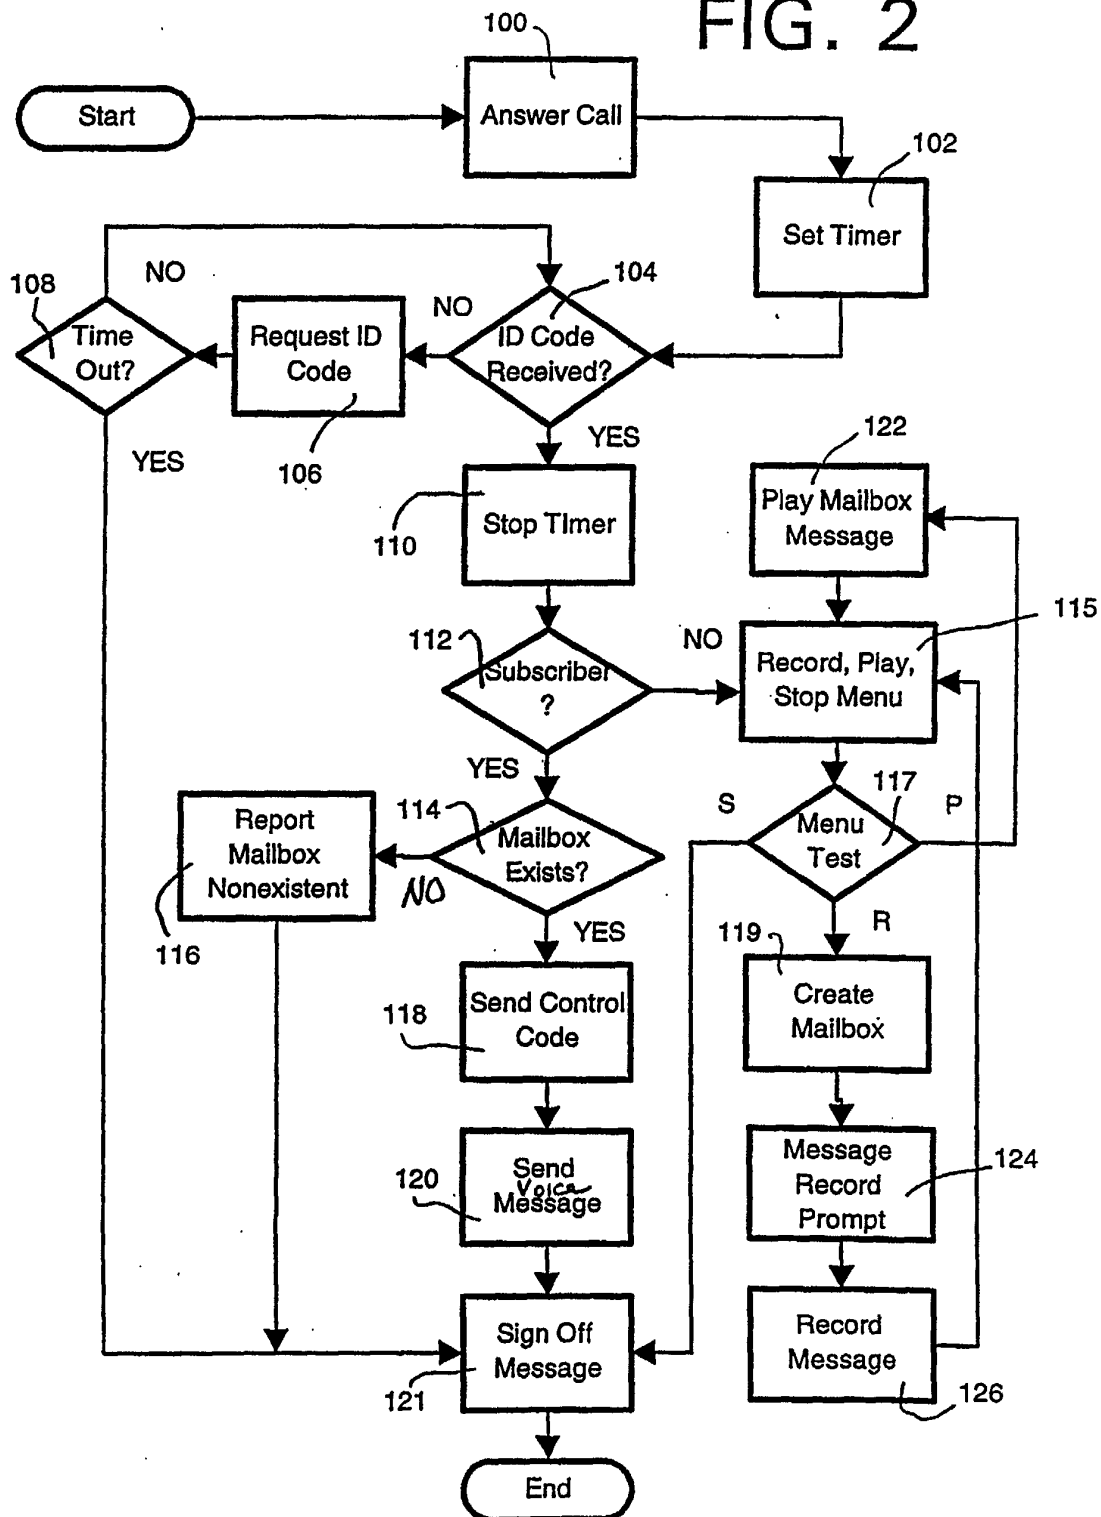 FIG. 2
100
Start
Answer Call
102
Set Timer
NO
108
104
NO
Time
Out?
Request ID
Code
ID Code
Received?
106
YES
YES
122
Play Mailbox
Message
110
Stop TImer
115
112
NO
Subscriber
?
Record, Play,
Stop Menu
YES
117
114
S
P
Report
Mailbox
Nonexistent
Mailbox
Exists?
Menu
Test
NO
116
YES
R
119
118
Send Control
Code
Create
Mailbox
120
Send
Voice
Message
Message
Record
Prompt
124
Sign Off
Message
121
Record
Message
126
End